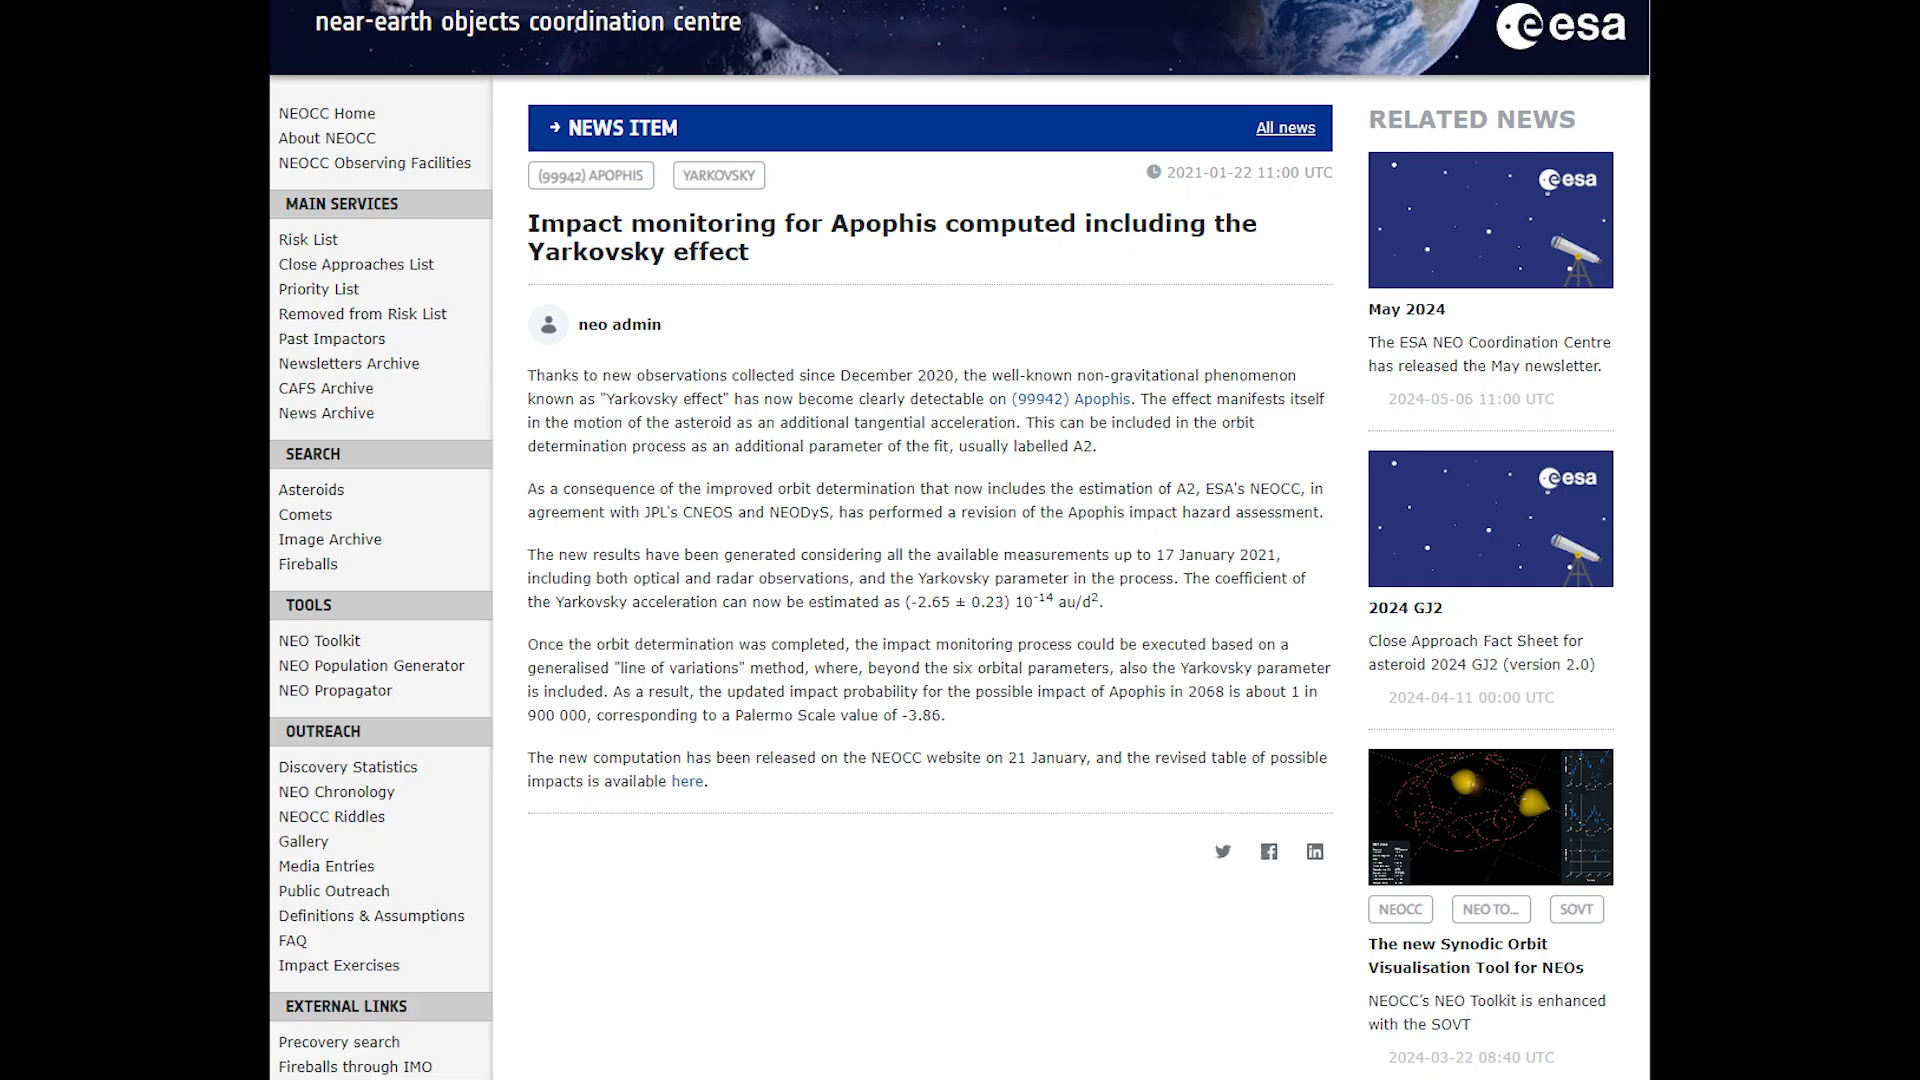 near-earth objects coordination centre
esa
NEOCC Home
About NEOCC
NEOCC Observing Facilities
MAIN SERVICES
Risk List
Close Approaches List
Priority List
Removed from Risk List
Past Impactors
Newsletters Archive
CAFS Archive
News Archive
SEARCH
Asteroids
Comets
Image Archive
Fireballs
TOOLS
NEO Toolkit
NEO Population Generator
NEO Propagator
OUTREACH
Discovery Statistics
NEO Chronology
NEOCC Riddles
Gallery
Media Entries
Public Outreach
Definitions & Assumptions
FAQ
Impact Exercises
EXTERNAL LINKS
Precovery search
Fireballs through IMO
NEWS ITEM
All news
(99942) APOPHIS
YARKOVSKY
2021-01-22 11:00 UTC
Impact monitoring for Apophis computed including the
Yarkovsky effect
neo admin
Thanks to new observations collected since December 2020, the well-known non-gravitational phenomenon
known as "Yarkovsky effect" has now become clearly detectable on (99942) Apophis. The effect manifests itself
in the motion of the asteroid as an additional tangential acceleration. This can be included in the orbit
determination process as an additional parameter of the fit, usually labelled A2.
As a consequence of the improved orbit determination that now includes the estimation of A2, ESA's NEOCC, in
agreement with JPL's CNEOS and NEODyS, has performed a revision of the Apophis impact hazard assessment.
The new results have been generated considering all the available measurements up to 17 January 2021,
including both optical and radar observations, and the Yarkovsky parameter in the process. The coefficient of
the Yarkovsky acceleration can now be estimated as (-2.65 ± 0.23) 10⁻¹⁴ au/d².
Once the orbit determination was completed, the impact monitoring process could be executed based on a
generalised "line of variations" method, where, beyond the six orbital parameters, also the Yarkovsky parameter
is included. As a result, the updated impact probability for the possible impact of Apophis in 2068 is about 1 in
900 000, corresponding to a Palermo Scale value of -3.86.
The new computation has been released on the NEOCC website on 21 January, and the revised table of possible
impacts is available here.
RELATED NEWS
esa
May 2024
The ESA NEO Coordination Centre
has released the May newsletter.
2024-05-06 11:00 UTC
esa
2024 GJ2
Close Approach Fact Sheet for
asteroid 2024 GJ2 (version 2.0)
2024-04-11 00:00 UTC
NEOCC
NEO TO...
SOVT
The new Synodic Orbit
Visualisation Tool for NEOs
NEOCC's NEO Toolkit is enhanced
with the SOVT
2024-03-22 08:40 UTC